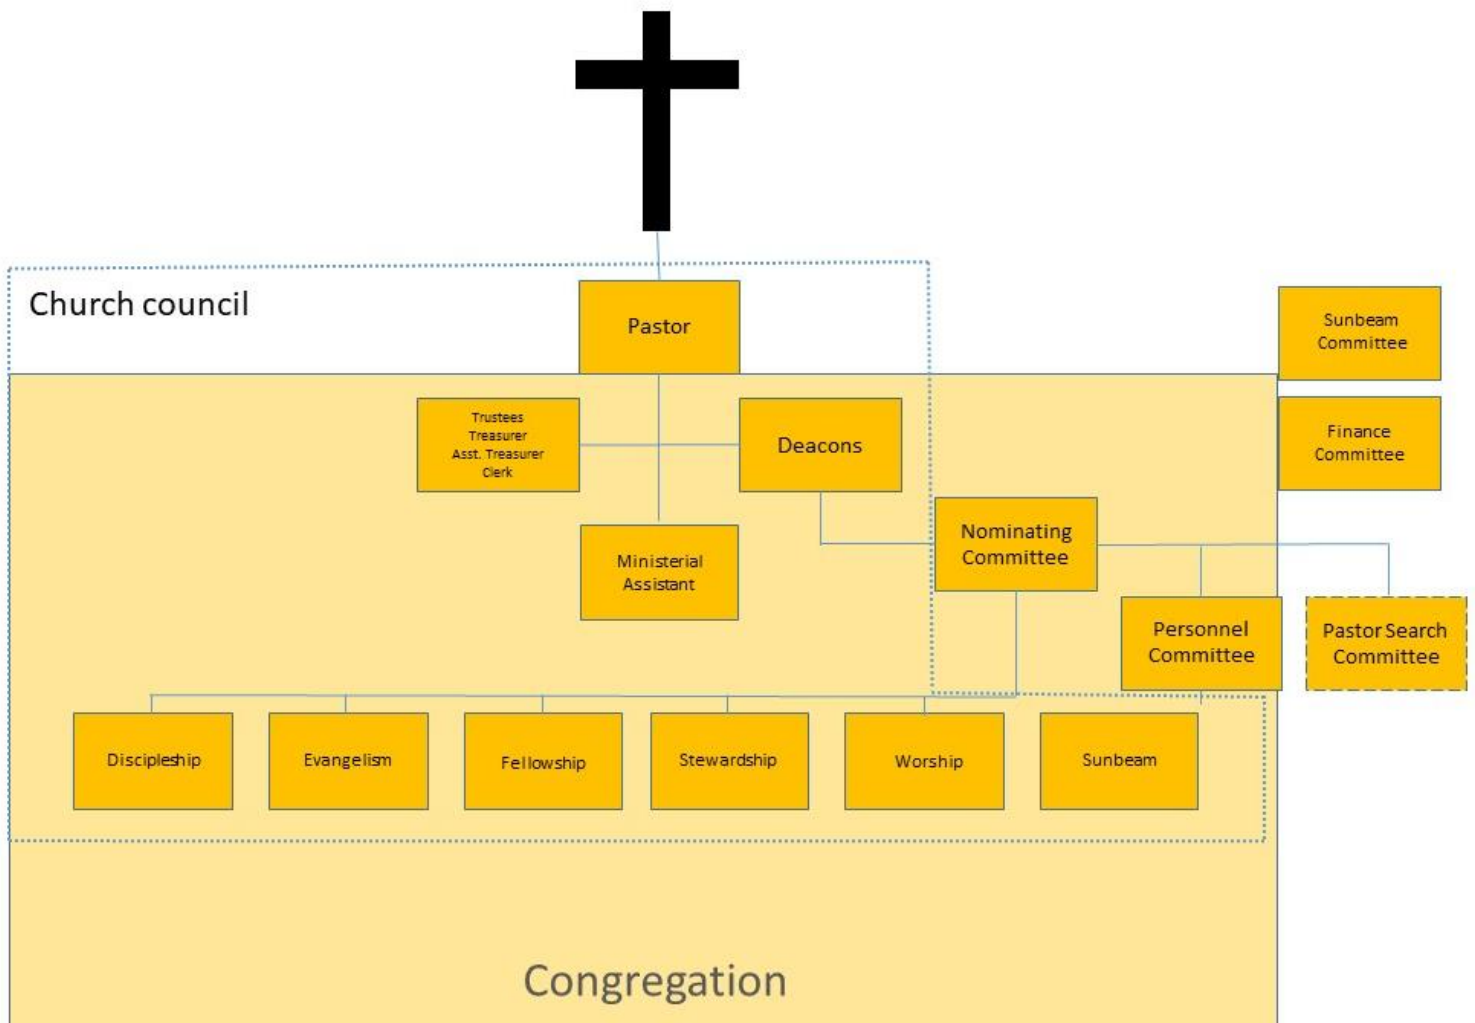 Church council
Pastor
Sunbeam
Committee
Trustees
Treasurer
Asst. Treasurer
Clerk
Deacons
Finance
Committee
Nominating
Committee
Ministerial
Assistant
Personnel
Committee
Pastor Search
Committee
Discipleship
Evangelism
Fellowship
Stewardship
Worship
Sunbeam
Congregation